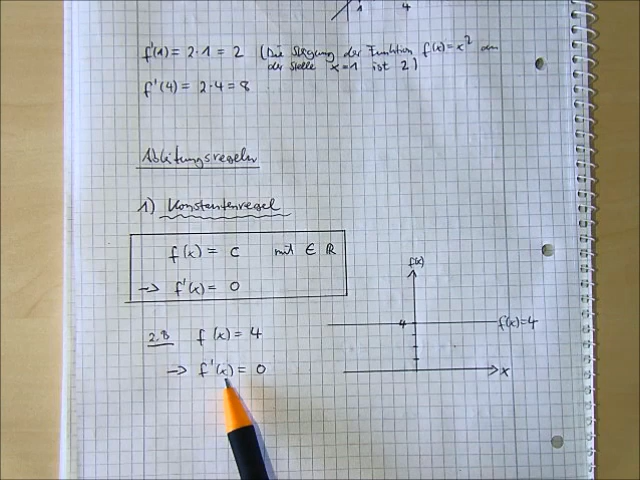 1 4
f'(1) = 2·1 = 2 (Die Steigung der Funktion f(x)=x² an
der Stelle x=1 ist 2)
f'(4) = 2·4 = 8
Ableitungsregeln
1) Konstantenregel
f(x) = c mit ∈ ℝ
→ f'(x) = 0
z.B. f(x) = 4
→ f'(x) = 0
f(x)
4
f(x)=4
x